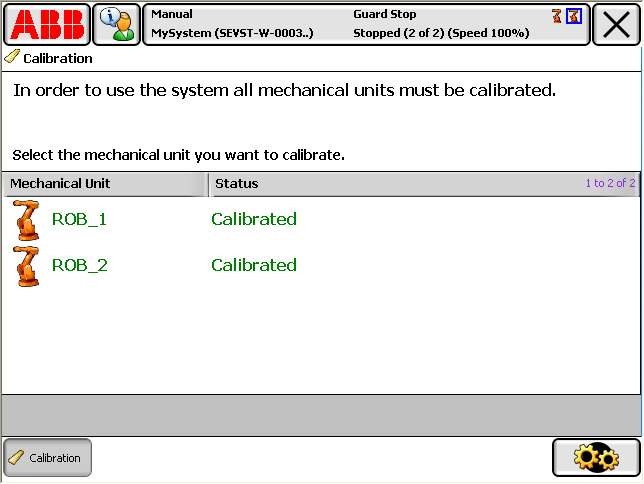 ABB
Manual
Guard Stop
MySystem (SEVST-W-0003..)
Stopped (2 of 2) (Speed 100%)
Calibration
In order to use the system all mechanical units must be calibrated.
Select the mechanical unit you want to calibrate.
Mechanical Unit
Status
1 to 2 of 2
ROB_1
Calibrated
ROB_2
Calibrated
Calibration